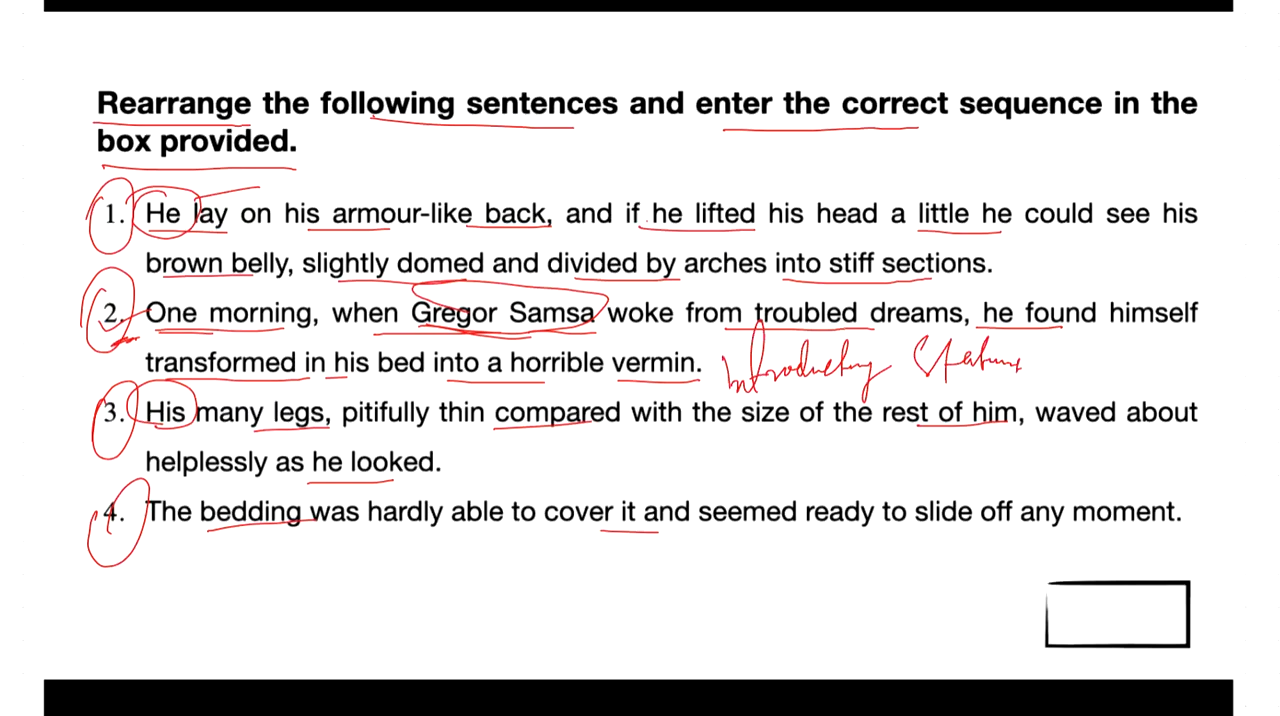 Rearrange the following sentences and enter the correct sequence in the
box provided.
1. He lay on his armour-like back, and if he lifted his head a little he could see his
brown belly, slightly domed and divided by arches into stiff sections.
2. One morning, when Gregor Samsa woke from troubled dreams, he found himself
transformed in his bed into a horrible vermin. Introducting
3. His many legs, pitifully thin compared with the size of the rest of him, waved about
helplessly as he looked.
4. The bedding was hardly able to cover it and seemed ready to slide off any moment.